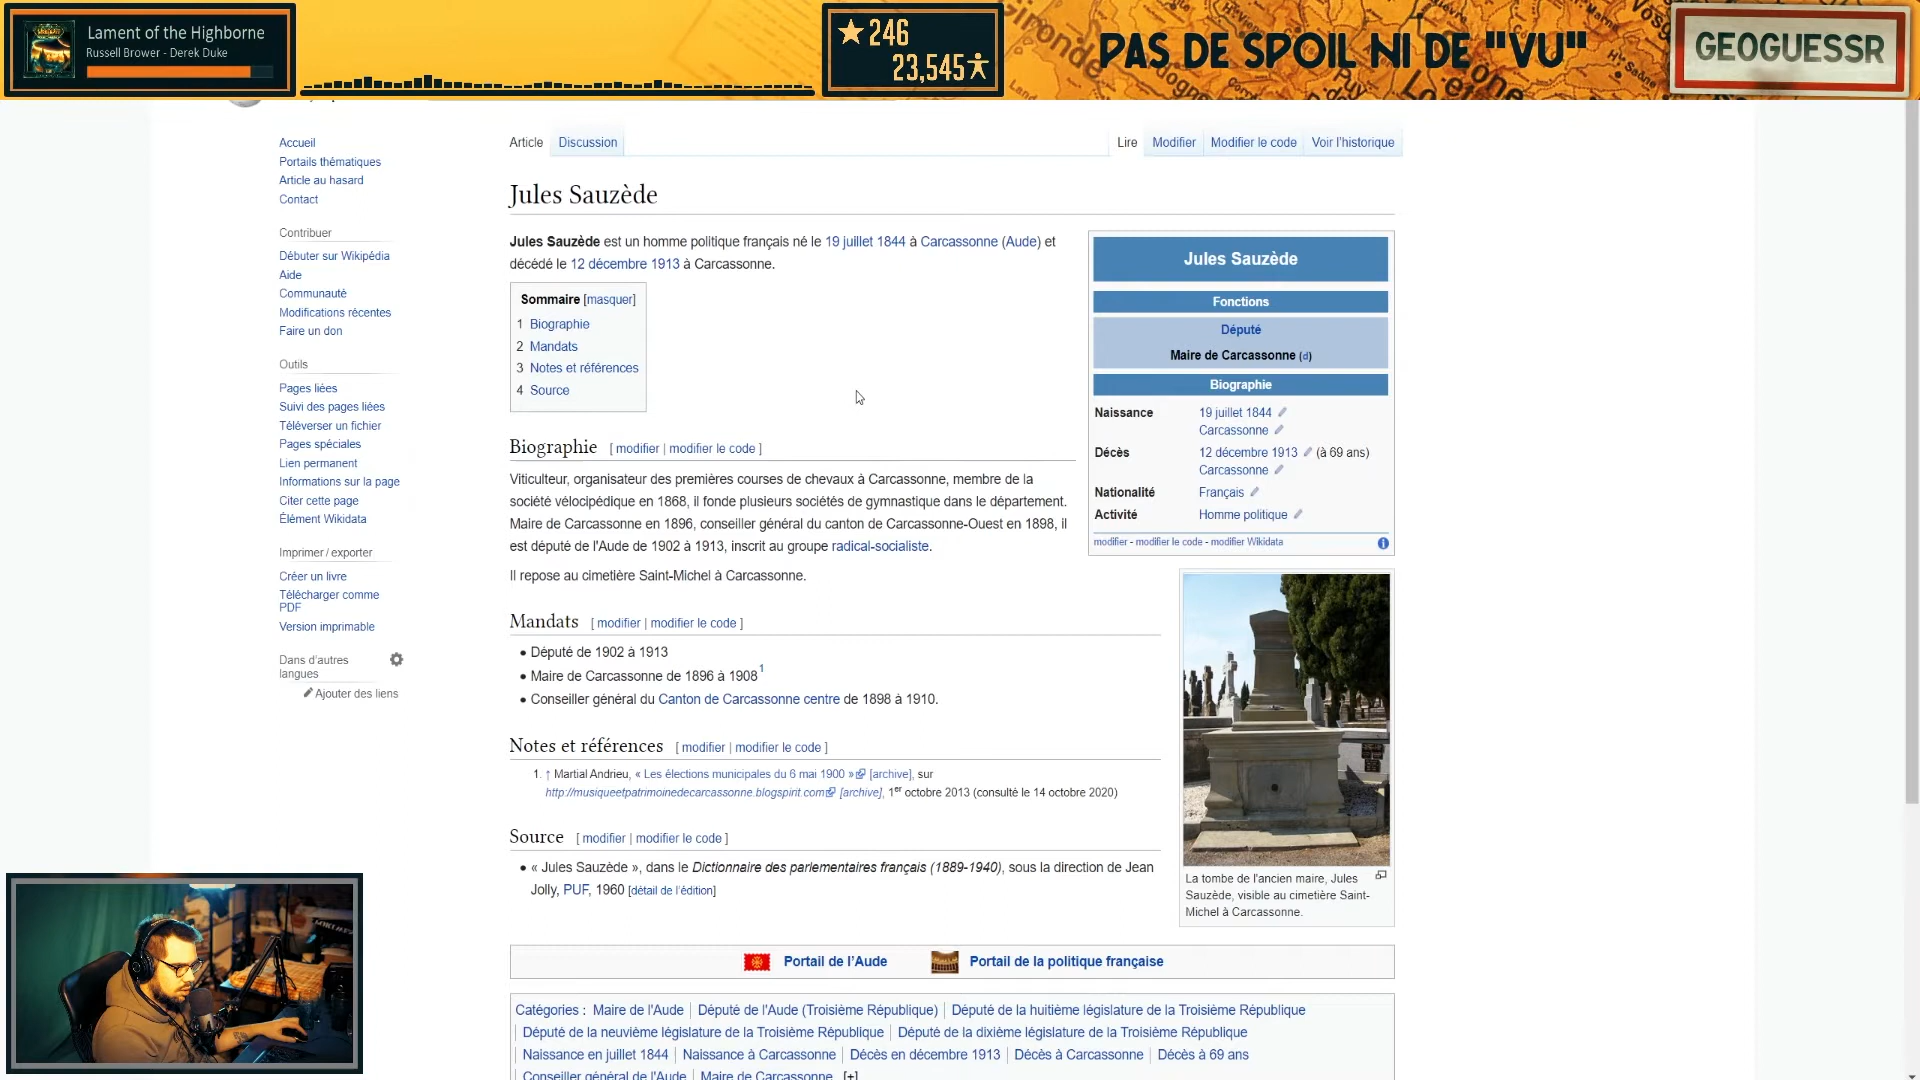 Lament of the Highborne
Russell Brower - Derek Duke
246
23,545
PAS DE SPOIL NI DE "VU"
GEOGUESSR
Accueil
Portails thématiques
Article au hasard
Contact
Contribuer
Débuter sur Wikipédia
Aide
Communauté
Modifications récentes
Faire un don
Outils
Pages liées
Suivi des pages liées
Téléverser un fichier
Pages spéciales
Lien permanent
Informations sur la page
Citer cette page
Élément Wikidata
Imprimer / exporter
Créer un livre
Télécharger comme
PDF
Version imprimable
Dans d'autres
langues
Ajouter des liens
Article Discussion
Lire Modifier Modifier le code Voir l'historique
Jules Sauzède
Jules Sauzède est un homme politique français né le 19 juillet 1844 à Carcassonne (Aude) et
décédé le 12 décembre 1913 à Carcassonne.
Sommaire [masquer]
1 Biographie
2 Mandats
3 Notes et références
4 Source
Biographie [ modifier | modifier le code ]
Viticulteur, organisateur des premières courses de chevaux à Carcassonne, membre de la
société vélocipédique en 1868, il fonde plusieurs sociétés de gymnastique dans le département.
Maire de Carcassonne en 1896, conseiller général du canton de Carcassonne-Ouest en 1898, il
est député de l'Aude de 1902 à 1913, inscrit au groupe radical-socialiste.
Il repose au cimetière Saint-Michel à Carcassonne.
Mandats [ modifier | modifier le code ]
• Député de 1902 à 1913
• Maire de Carcassonne de 1896 à 1908 1
• Conseiller général du Canton de Carcassonne centre de 1898 à 1910.
Notes et références [ modifier | modifier le code ]
1. ↑ Martial Andrieu, « Les élections municipales du 6 mai 1900 » [archive], sur
http://musiqueetpatrimoinedecarcassonne.blogspirit.com [archive], 1er octobre 2013 (consulté le 14 octobre 2020)
Source [ modifier | modifier le code ]
• « Jules Sauzède », dans le Dictionnaire des parlementaires français (1889-1940), sous la direction de Jean
Jolly, PUF, 1960 [détail de l'édition]
Jules Sauzède
Fonctions
Député
Maire de Carcassonne (d)
Biographie
Naissance 19 juillet 1844
Carcassonne
Décès 12 décembre 1913 (à 69 ans)
Carcassonne
Nationalité Français
Activité Homme politique
modifier - modifier le code - modifier Wikidata
La tombe de l'ancien maire, Jules
Sauzède, visible au cimetière Saint-
Michel à Carcassonne.
Portail de l'Aude Portail de la politique française
Catégories : Maire de l'Aude | Député de l'Aude (Troisième République) | Député de la huitième législature de la Troisième République
| Député de la neuvième législature de la Troisième République | Député de la dixième législature de la Troisième République
| Naissance en juillet 1844 | Naissance à Carcassonne | Décès en décembre 1913 | Décès à Carcassonne | Décès à 69 ans
| Conseiller général de l'Aude | Maire de Carcassonne [+]